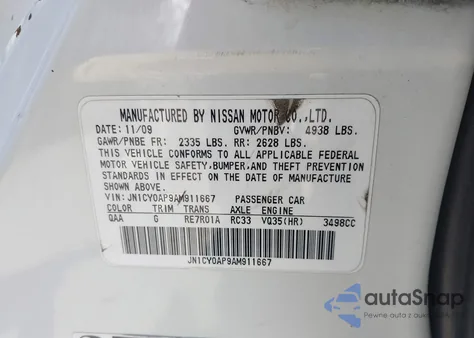 MANUFACTURED BY NISSAN MOTOR CO.,LTD.
DATE: 11/09 GVWR/PNBV: 4938 LBS.
GAWR/PNBE FR: 2335 LBS. RR: 2628 LBS.
THIS VEHICLE CONFORMS TO ALL APPLICABLE FEDERAL
MOTOR VEHICLE SAFETY,BUMPER,AND THEFT PREVENTION
STANDARDS IN EFFECT ON THE DATE OF MANUFACTURE
SHOWN ABOVE.
VIN: JN1CY0AP9AM911667 PASSENGER CAR
COLOR TRIM TRANS AXLE ENGINE
QAA G RE7R01A RC33 VQ35(HR) 3498CC
JN1CY0AP9AM911667
autoSnap
Pewne auto z USA